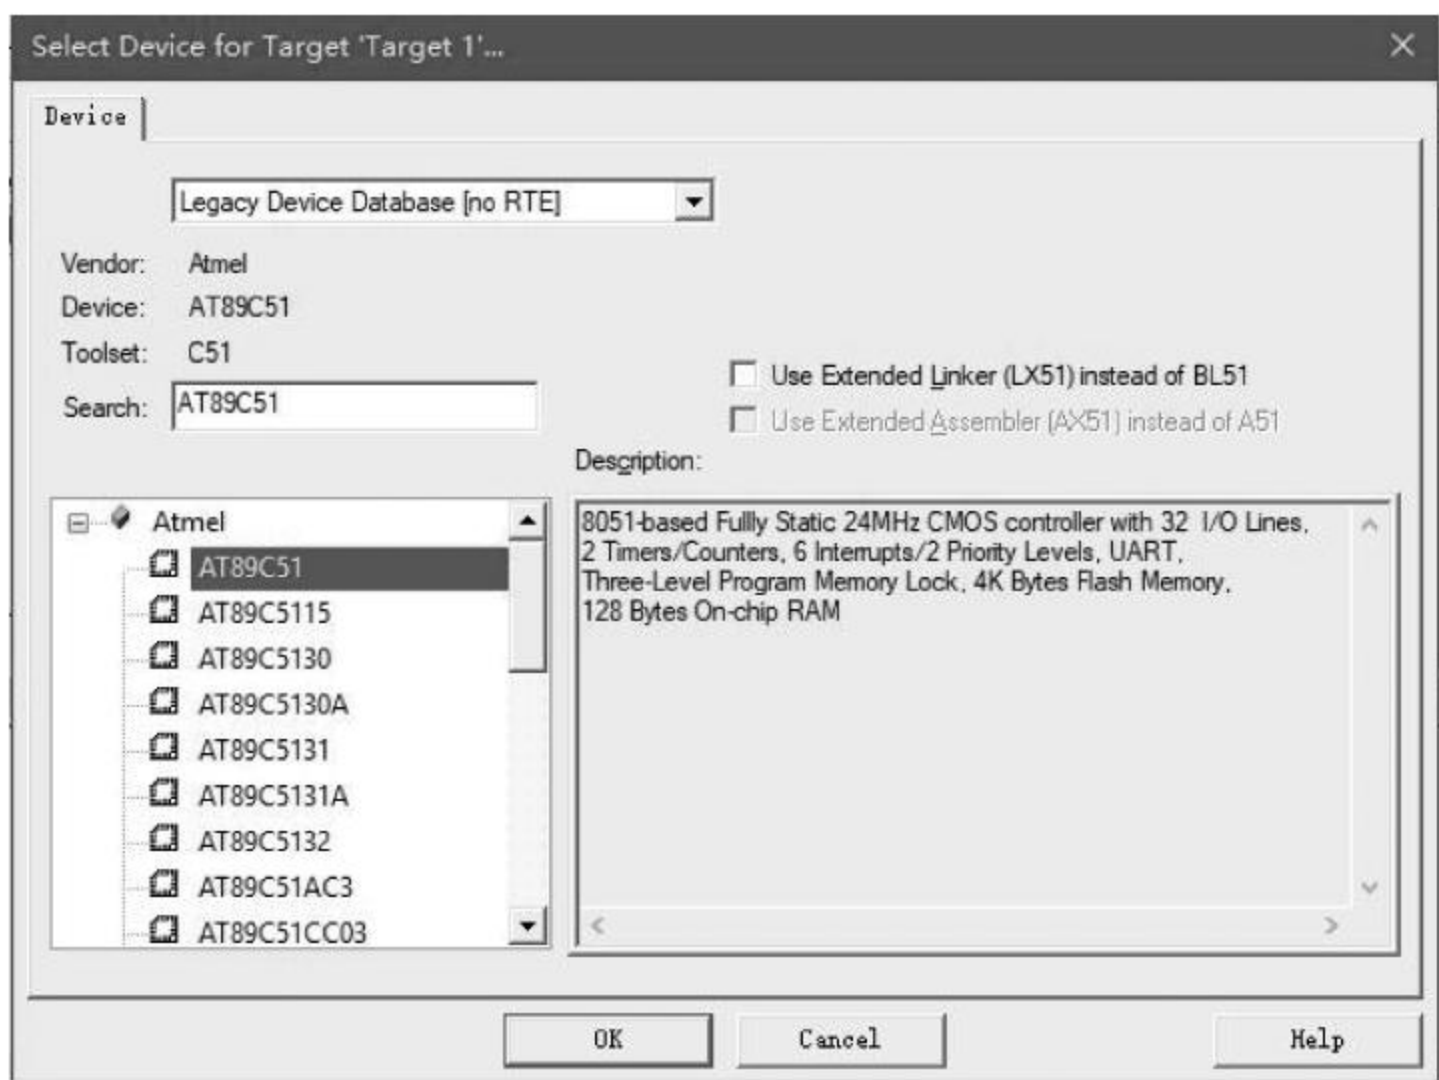 Select Device for Target 'Target 1'...
Device
Legacy Device Database [no RTE]
Vendor: Atmel
Device: AT89C51
Toolset: C51
Search: AT89C51
Use Extended Linker (LX51) instead of BL51
Use Extended Assembler (AX51) instead of A51
Description:
Atmel
AT89C51
AT89C5115
AT89C5130
AT89C5130A
AT89C5131
AT89C5131A
AT89C5132
AT89C51AC3
AT89C51CC03
8051-based Fullly Static 24MHz CMOS controller with 32 I/O Lines,
2 Timers/Counters, 6 Interrupts/2 Priority Levels, UART,
Three-Level Program Memory Lock, 4K Bytes Flash Memory,
128 Bytes On-chip RAM
OK
Cancel
Help